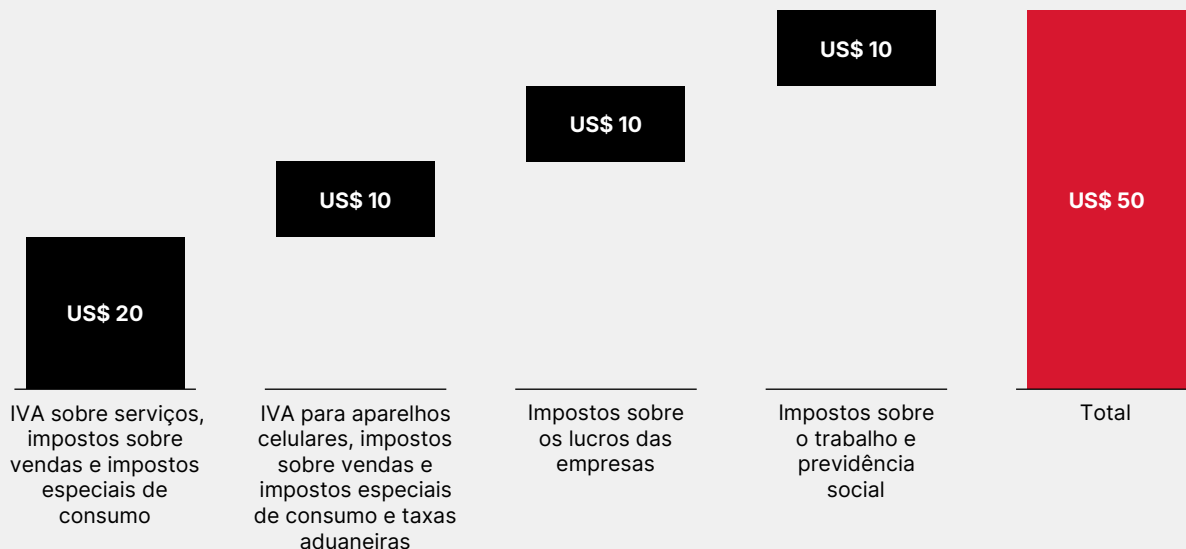 US$ 10
US$ 10
US$ 10
US$ 50
US$ 20
IVA sobre serviços,
impostos sobre
vendas e impostos
especiais de
consumo
IVA para aparelhos
celulares, impostos
sobre vendas e
impostos especiais
de consumo e taxas
aduaneiras
Impostos sobre
os lucros das
empresas
Impostos sobre
o trabalho e
previdência
social
Total